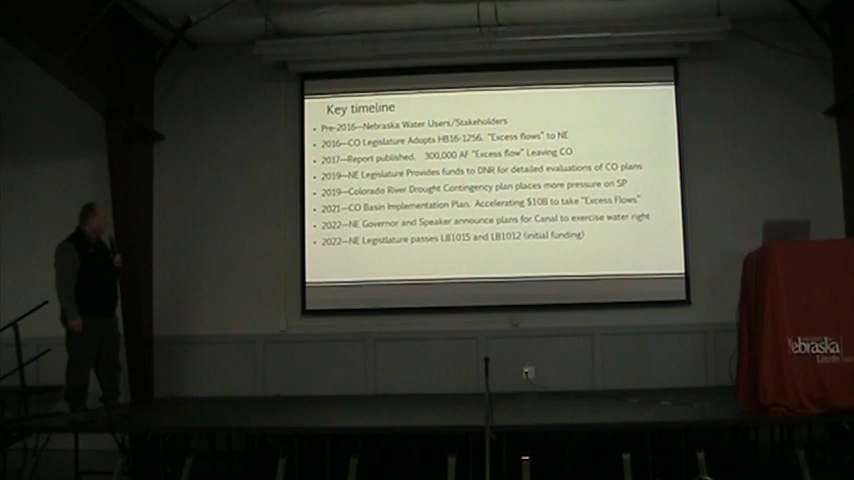 Key timeline
• Pre-2016—Nebraska Water Users/Stakeholders
• 2016—CO Legislature Adopts HB16-1256. "Excess flows" to NE
• 2017—Report published. 300,000 AF "Excess flow" Leaving CO
• 2019—NE Legislature Provides funds to DNR for detailed evaluations of CO plans
• 2019—Colorado River Drought Contingency plan places more pressure on SP
• 2021—CO Basin Implementation Plan. Accelerating $10B to take "Excess Flows"
• 2022—NE Governor and Speaker announce plans for Canal to exercise water right
• 2022—NE Legistlature passes LB1015 and LB1012 (initial funding)
Nebraska
Lincoln